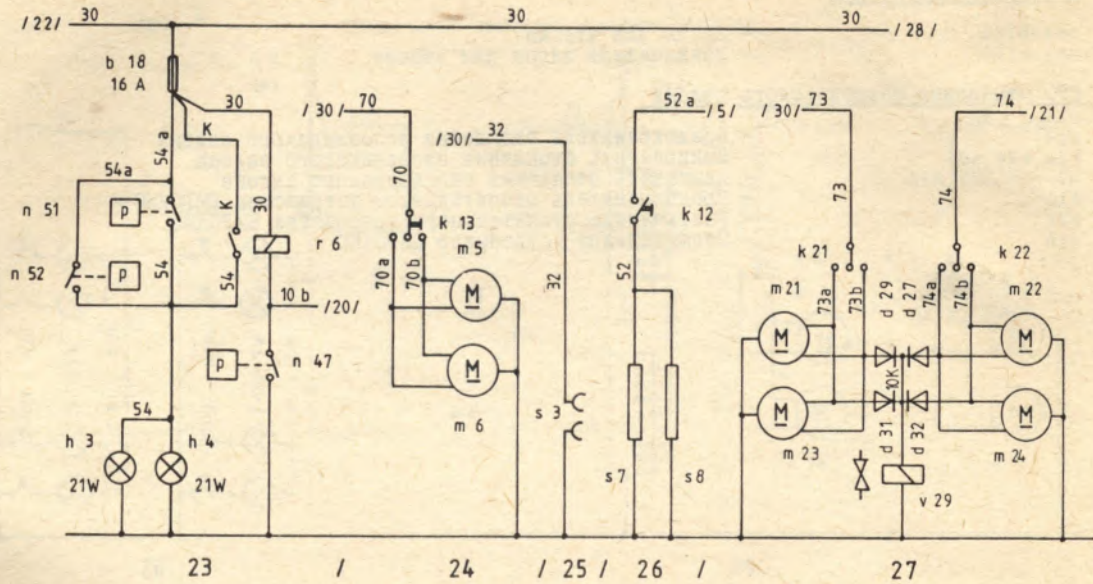 /22/ 30 30 30 /28/
b 18
16 A
30 /30/ 70 /30/ 32 52a /5/ /30/ 73 74 /21/
K
54 a
54a
n 51 P K 30 70 k 13 k 12 73 74
r 6 m 5 k 21 k 22
n 52 P 54 54 70 a 70 b 32 52 m 21 73a 73b d 29 d 27 74a 74b m 22
10 b /20/ M M M
P n 47 M 10K
m 6 s 3 M M
54 m 23 d 31 d 32 m 24
h 3 h 4
21W 21W s 7 s 8 v 29
23 / 24 / 25 / 26 / 27